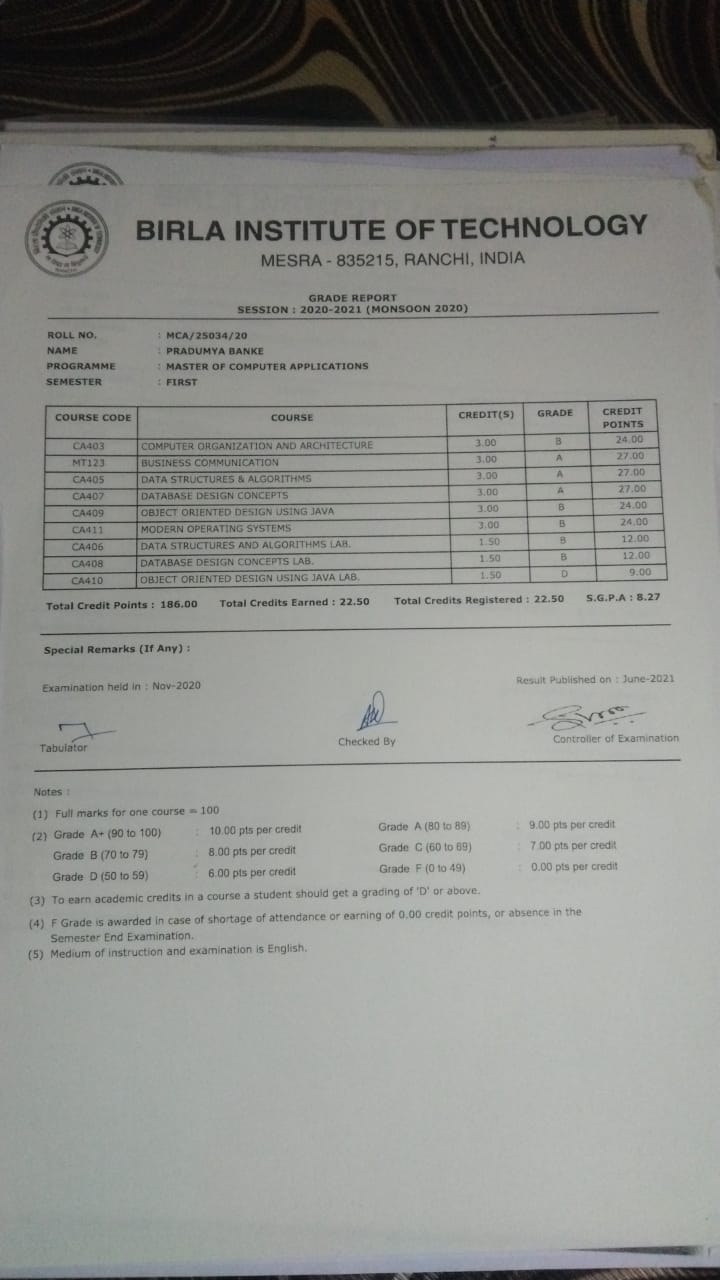 BIRLA INSTITUTE OF TECHNOLOGY
MESRA - 835215, RANCHI, INDIA
GRADE REPORT
SESSION : 2020-2021 (MONSOON 2020)
ROLL NO. : MCA/25034/20
NAME : PRADUMYA BANKE
PROGRAMME : MASTER OF COMPUTER APPLICATIONS
SEMESTER : FIRST
COURSE CODE COURSE CREDIT(S) GRADE CREDIT POINTS
CA403 COMPUTER ORGANIZATION AND ARCHITECTURE 3.00 B 24.00
MT123 BUSINESS COMMUNICATION 3.00 A 27.00
CA405 DATA STRUCTURES & ALGORITHMS 3.00 A 27.00
CA407 DATABASE DESIGN CONCEPTS 3.00 A 27.00
CA409 OBJECT ORIENTED DESIGN USING JAVA 3.00 B 24.00
CA411 MODERN OPERATING SYSTEMS 3.00 B 24.00
CA406 DATA STRUCTURES AND ALGORITHMS LAB. 1.50 B 12.00
CA408 DATABASE DESIGN CONCEPTS LAB. 1.50 B 12.00
CA410 OBJECT ORIENTED DESIGN USING JAVA LAB. 1.50 D 9.00
Total Credit Points : 186.00 Total Credits Earned : 22.50 Total Credits Registered : 22.50 S.G.P.A : 8.27
Special Remarks (If Any) :
Examination held in : Nov-2020 Result Published on : June-2021
Tabulator Checked By Controller of Examination
Notes :
(1) Full marks for one course = 100
(2) Grade A+ (90 to 100) : 10.00 pts per credit Grade A (80 to 89) : 9.00 pts per credit
Grade B (70 to 79) : 8.00 pts per credit Grade C (60 to 69) : 7.00 pts per credit
Grade D (50 to 59) : 6.00 pts per credit Grade F (0 to 49) : 0.00 pts per credit
(3) To earn academic credits in a course a student should get a grading of 'D' or above.
(4) F Grade is awarded in case of shortage of attendance or earning of 0.00 credit points, or absence in the
Semester End Examination.
(5) Medium of instruction and examination is English.